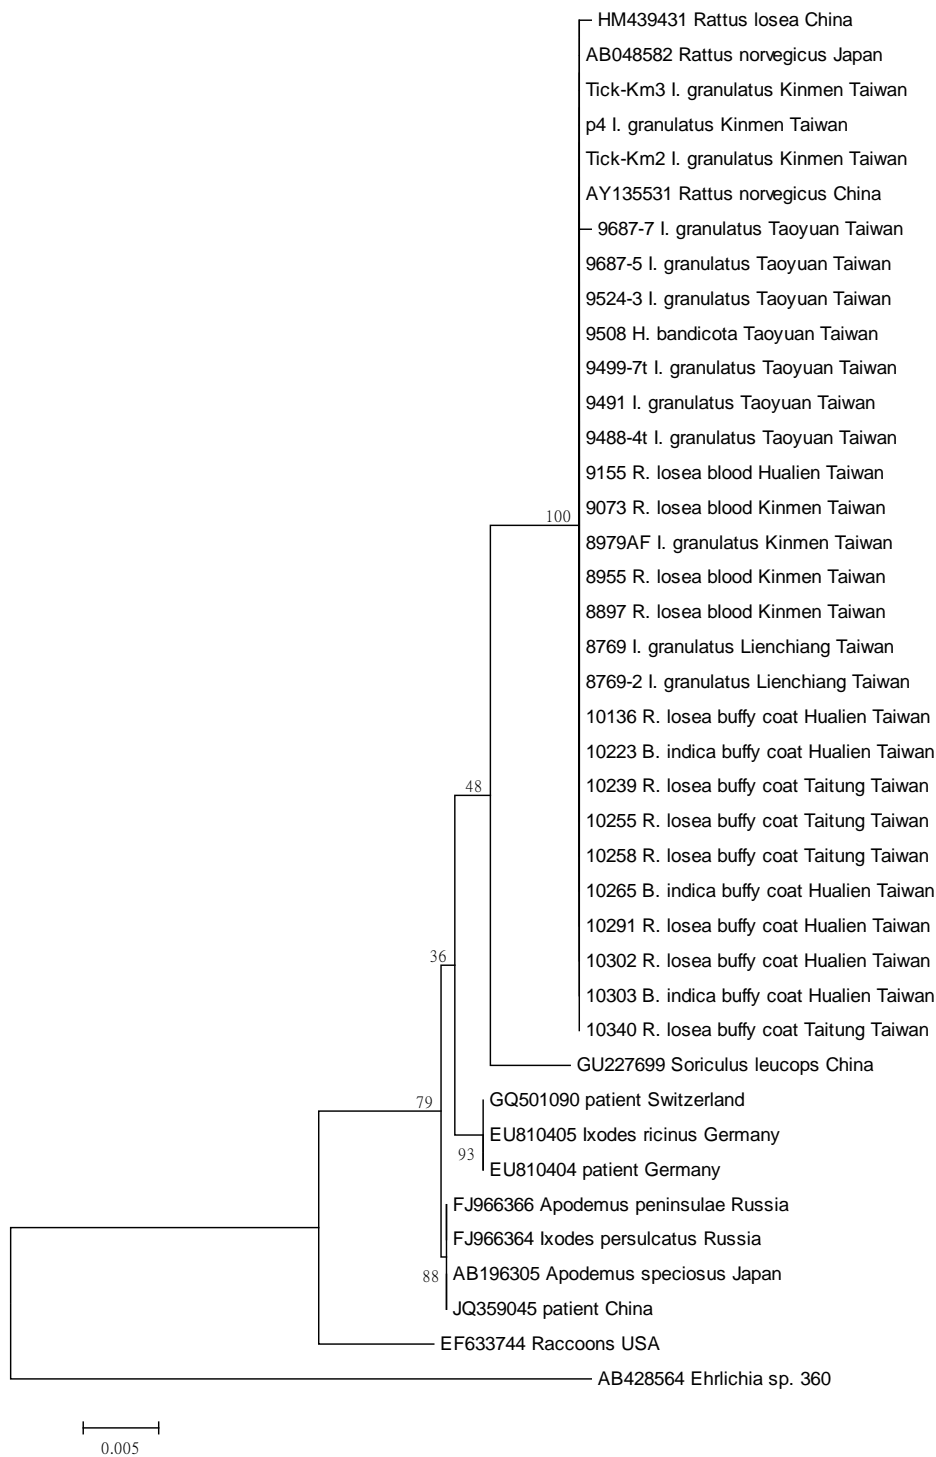 HM439431 Rattus losea China
AB048582 Rattus norvegicus Japan
Tick-Km3 I. granulatus Kinmen Taiwan
p4 I. granulatus Kinmen Taiwan
Tick-Km2 I. granulatus Kinmen Taiwan
AY135531 Rattus norvegicus China
9687-7 I. granulatus Taoyuan Taiwan
9687-5 I. granulatus Taoyuan Taiwan
9524-3 I. granulatus Taoyuan Taiwan
9508 H. bandicota Taoyuan Taiwan
9499-7t I. granulatus Taoyuan Taiwan
9491 I. granulatus Taoyuan Taiwan
9488-4t I. granulatus Taoyuan Taiwan
9155 R. losea blood Hualien Taiwan
9073 R. losea blood Kinmen Taiwan
100
8979AF I. granulatus Kinmen Taiwan
8955 R. losea blood Kinmen Taiwan
8897 R. losea blood Kinmen Taiwan
8769 I. granulatus Lienchiang Taiwan
8769-2 I. granulatus Lienchiang Taiwan
10136 R. losea buffy coat Hualien Taiwan
10223 B. indica buffy coat Hualien Taiwan
48
10239 R. losea buffy coat Taitung Taiwan
10255 R. losea buffy coat Taitung Taiwan
10258 R. losea buffy coat Taitung Taiwan
10265 B. indica buffy coat Hualien Taiwan
10291 R. losea buffy coat Hualien Taiwan
36
10302 R. losea buffy coat Hualien Taiwan
10303 B. indica buffy coat Hualien Taiwan
10340 R. losea buffy coat Taitung Taiwan
GU227699 Soriculus leucops China
79
GQ501090 patient Switzerland
EU810405 Ixodes ricinus Germany
93
EU810404 patient Germany
FJ966366 Apodemus peninsulae Russia
FJ966364 Ixodes persulcatus Russia
88
AB196305 Apodemus speciosus Japan
JQ359045 patient China
EF633744 Raccoons USA
AB428564 Ehrlichia sp. 360
0.005